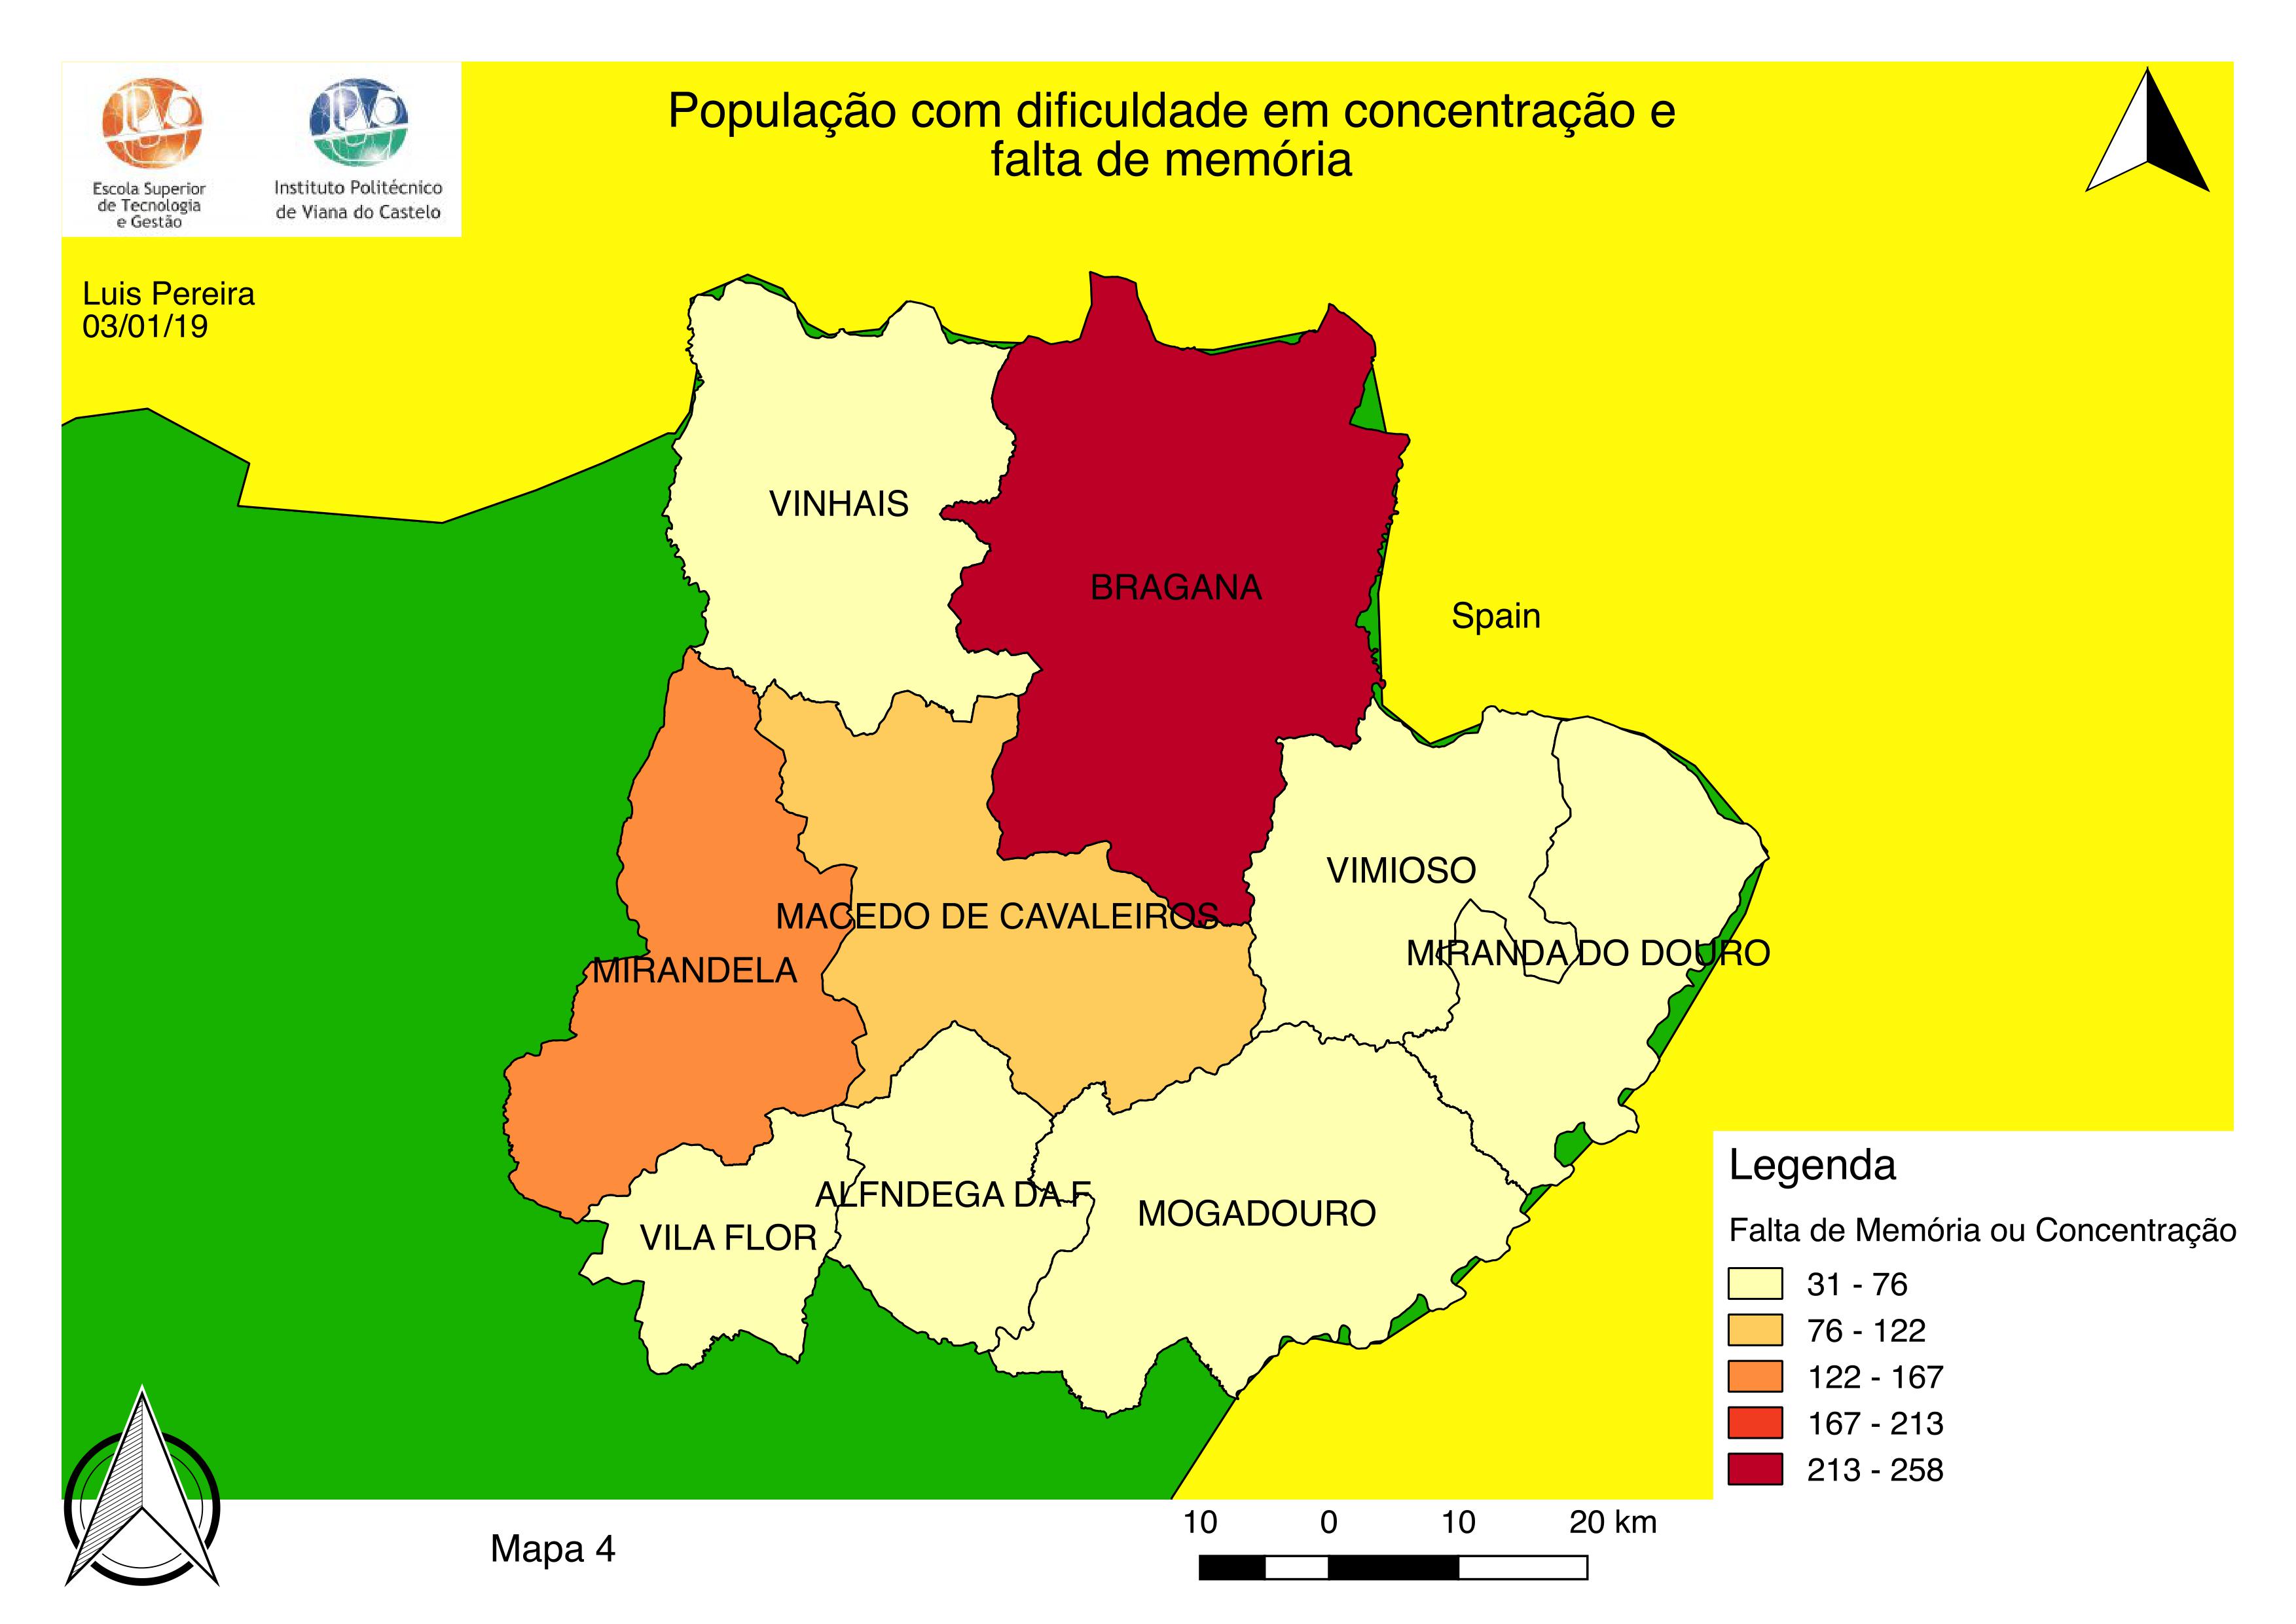 População com dificuldade em concentração e
falta de memória
Escola Superior
de Tecnologia
e Gestão
Instituto Politécnico
de Viana do Castelo
Luis Pereira
03/01/19
VINHAIS
BRAGANA
Spain
VIMIOSO
MACEDO DE CAVALEIROS
MIRANDA DO DOURO
MIRANDELA
ALFNDEGA DA F
MOGADOURO
VILA FLOR
Legenda
Falta de Memória ou Concentração
31 - 76
76 - 122
122 - 167
167 - 213
213 - 258
10 0 10 20 km
Mapa 4